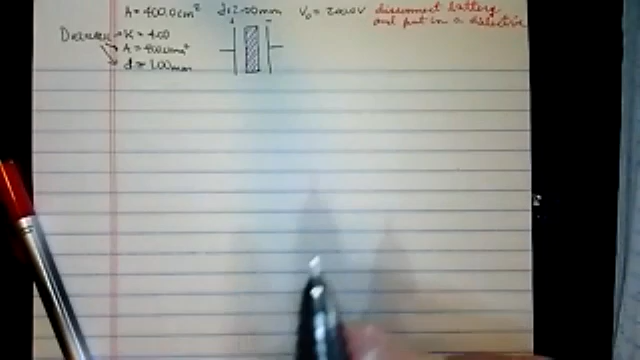 A = 400.0 cm² d = 2.00 mm V₀ = 200.0V disconnect battery
and put in a dielectric
Dielectric K = 4.00
A = 400.0 cm²
d = 1.00 mm
+ -